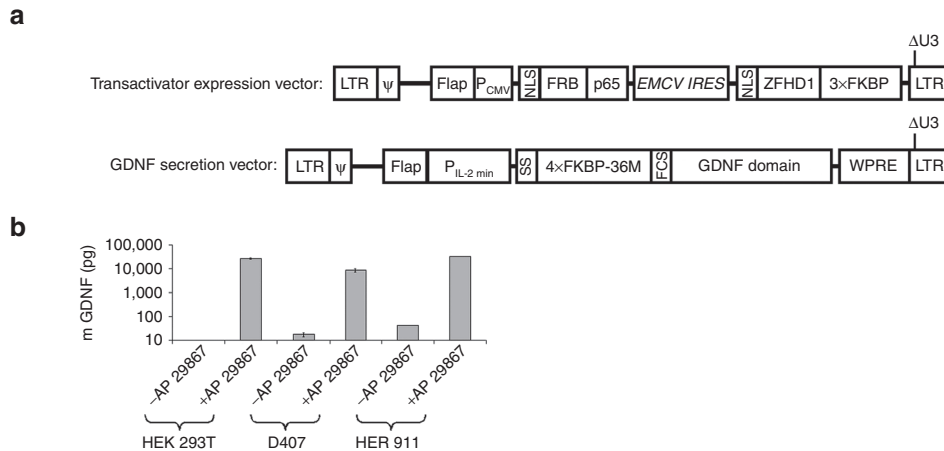 a
ΔU3
Transactivator expression vector: LTR ψ Flap PCMV NLS FRB p65 EMCV IRES NLS ZFHD1 3×FKBP LTR
ΔU3
GDNF secretion vector: LTR ψ Flap PIL-2 min SS 4×FKBP-36M FCS GDNF domain WPRE LTR
b
m GDNF (pg)
100,000
10,000
1,000
100
10
–AP 29867 +AP 29867 –AP 29867 +AP 29867 –AP 29867 +AP 29867
HEK 293T D407 HER 911